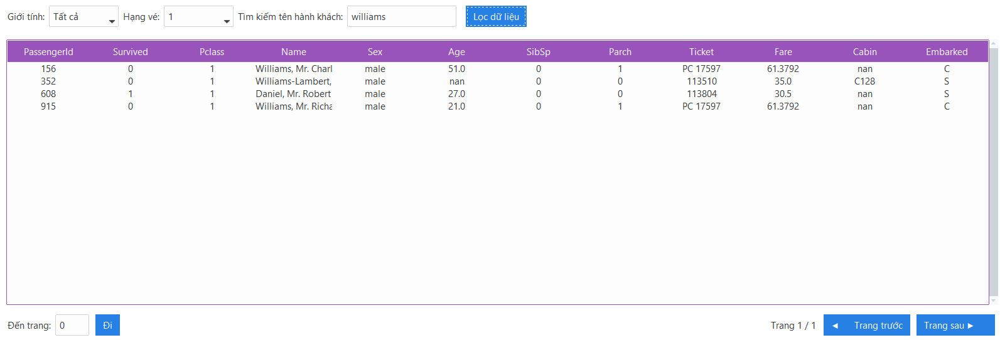 Giới tính: Tất cả Hạng vé: 1 Tìm kiếm tên hành khách: williams Lọc dữ liệu
PassengerId Survived Pclass Name Sex Age SibSp Parch Ticket Fare Cabin Embarked
156 0 1 Williams, Mr. Charl male 51.0 0 1 PC 17597 61.3792 nan C
352 0 1 Williams-Lambert, male nan 0 0 113510 35.0 C128 S
608 1 1 Daniel, Mr. Robert male 27.0 0 0 113804 30.5 nan S
915 0 1 Williams, Mr. Richa male 21.0 0 1 PC 17597 61.3792 nan C
Đến trang: 0 Đi Trang 1 / 1 ◄ Trang trước Trang sau ►